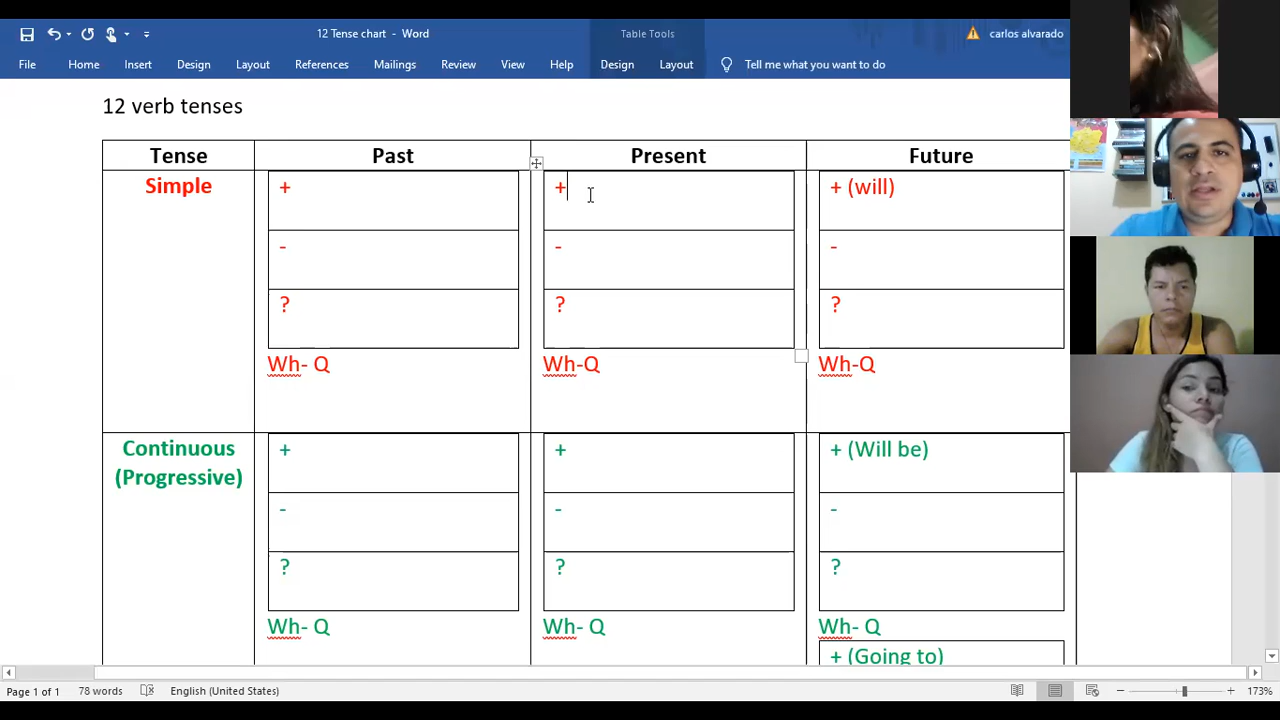 12 Tense chart - Word
Table Tools
carlos alvarado
File Home Insert Design Layout References Mailings Review View Help Design Layout Tell me what you want to do
12 verb tenses
Tense Past Present Future
Simple + + + (will)
- - -
? ? ?
Wh- Q Wh-Q Wh-Q
Continuous + + + (Will be)
(Progressive)
- - -
? ? ?
Wh- Q Wh- Q Wh- Q
+ (Going to)
Page 1 of 1 78 words English (United States) 173%